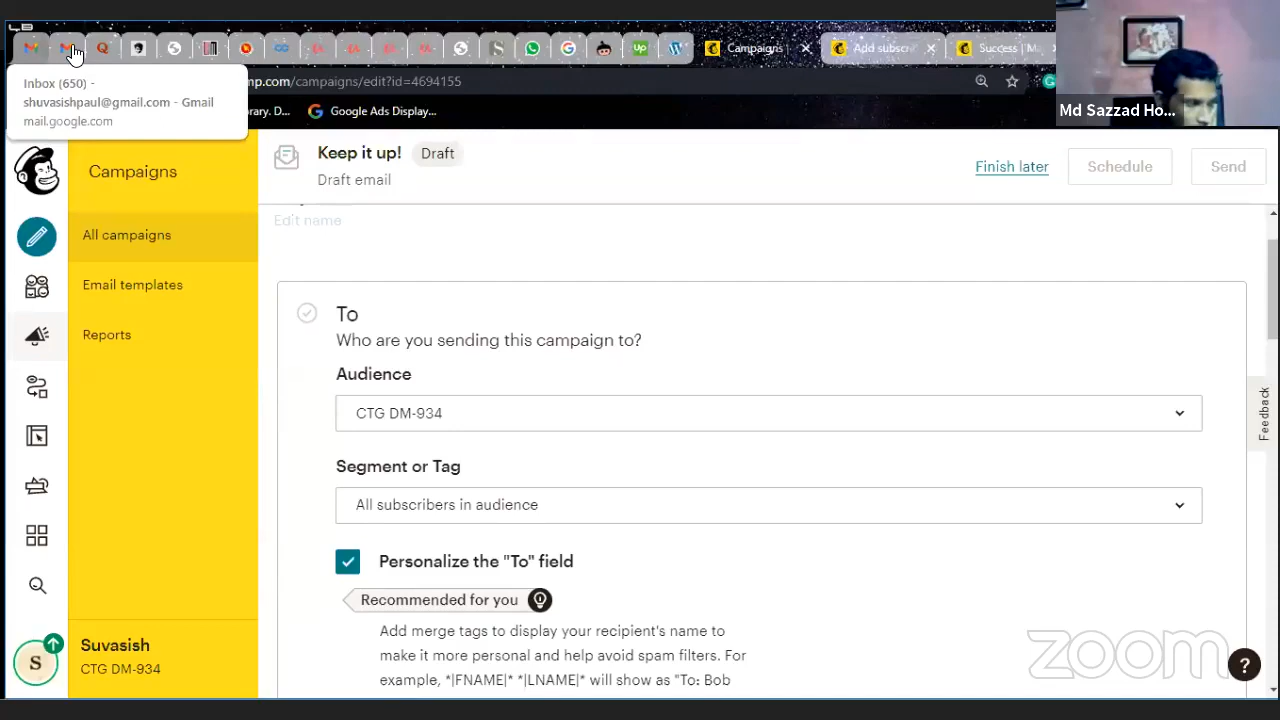 Campaigns
Add subscr
Success | M
Inbox (650) -
shuvasishpaul@gmail.com - Gmail
mail.google.com
mp.com/campaigns/edit?id=4694155
rary. D...
Google Ads Display...
Md Sazzad Ho...
Campaigns
All campaigns
Email templates
Reports
Suvasish
CTG DM-934
S
Keep it up!
Draft
Draft email
Finish later
Schedule
Send
Edit name
To
Who are you sending this campaign to?
Audience
CTG DM-934
Segment or Tag
All subscribers in audience
Personalize the "To" field
Recommended for you
Add merge tags to display your recipient's name to
make it more personal and help avoid spam filters. For
example, *|FNAME|* *|LNAME|* will show as "To: Bob
Feedback
zoom
?